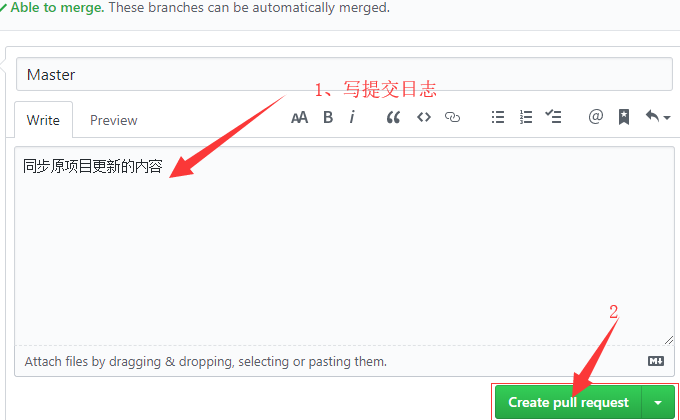 Able to merge. These branches can be automatically merged.
Master
1、写提交日志
Write Preview AA B i
同步原项目更新的内容
2
Attach files by dragging & dropping, selecting or pasting them.
Create pull request